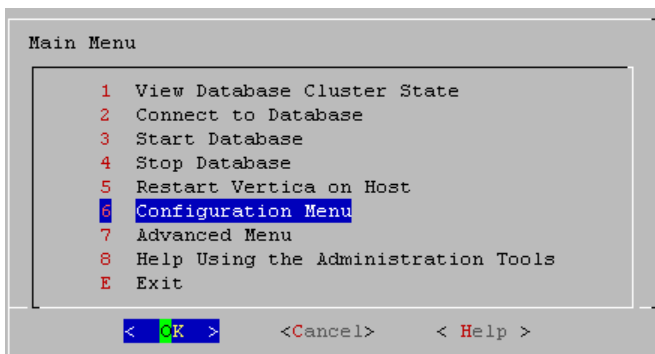 Main Menu
1 View Database Cluster State
2 Connect to Database
3 Start Database
4 Stop Database
5 Restart Vertica on Host
6 Configuration Menu
7 Advanced Menu
8 Help Using the Administration Tools
E Exit
< OK > <Cancel> < Help >